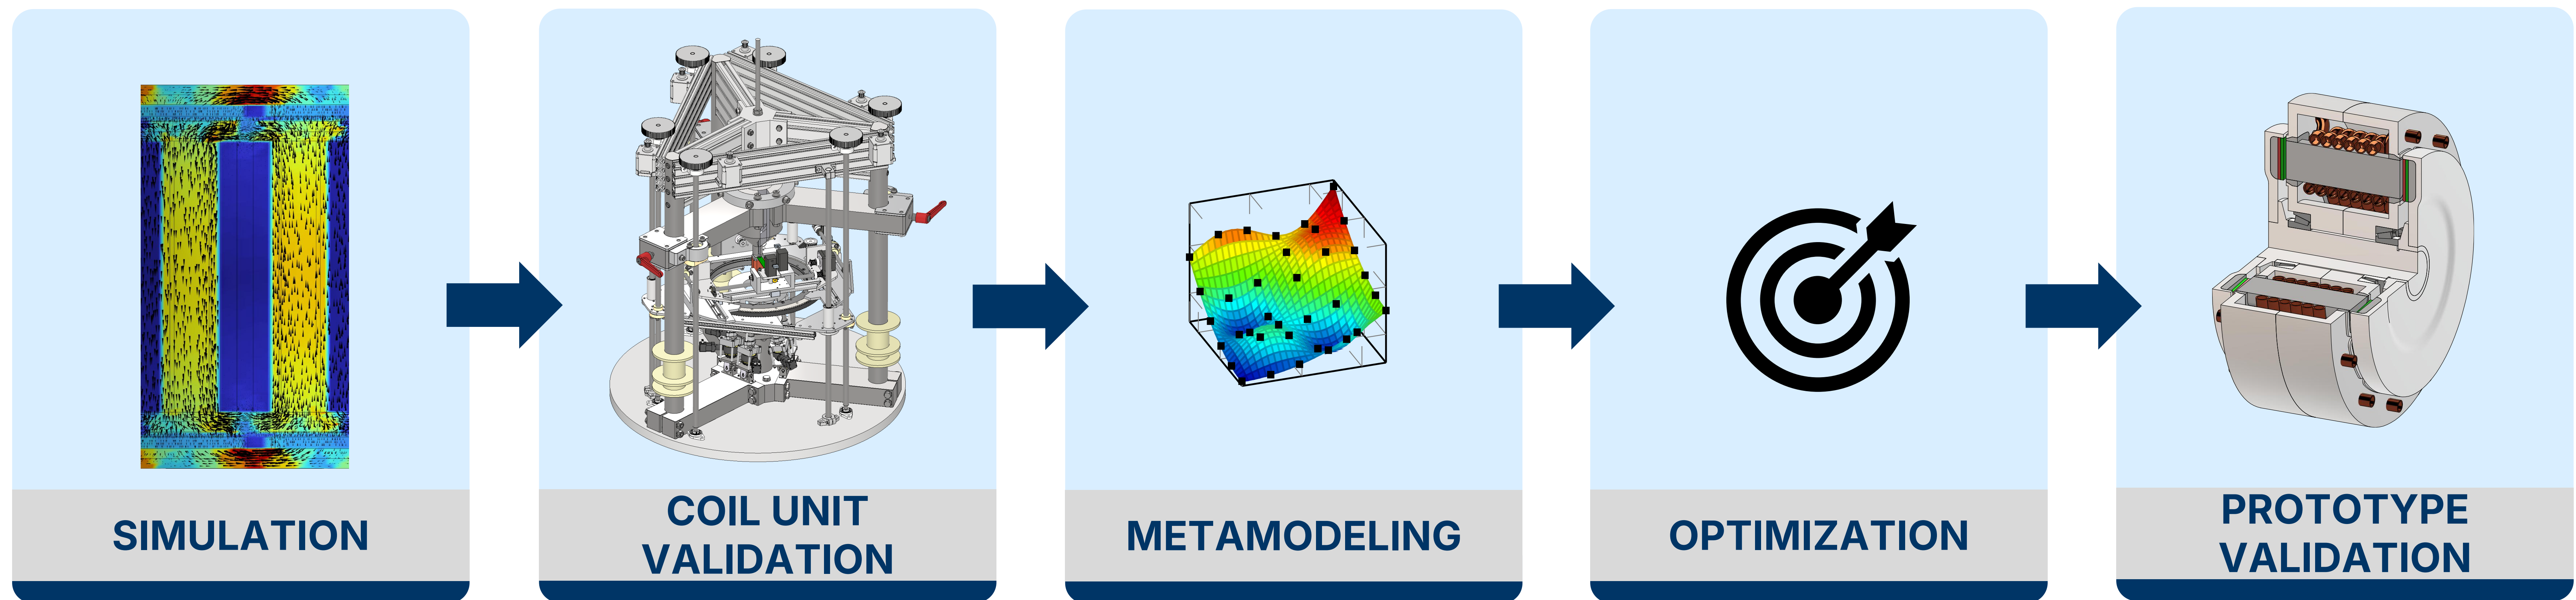 SIMULATION
COIL UNIT
VALIDATION
METAMODELING
OPTIMIZATION
PROTOTYPE
VALIDATION